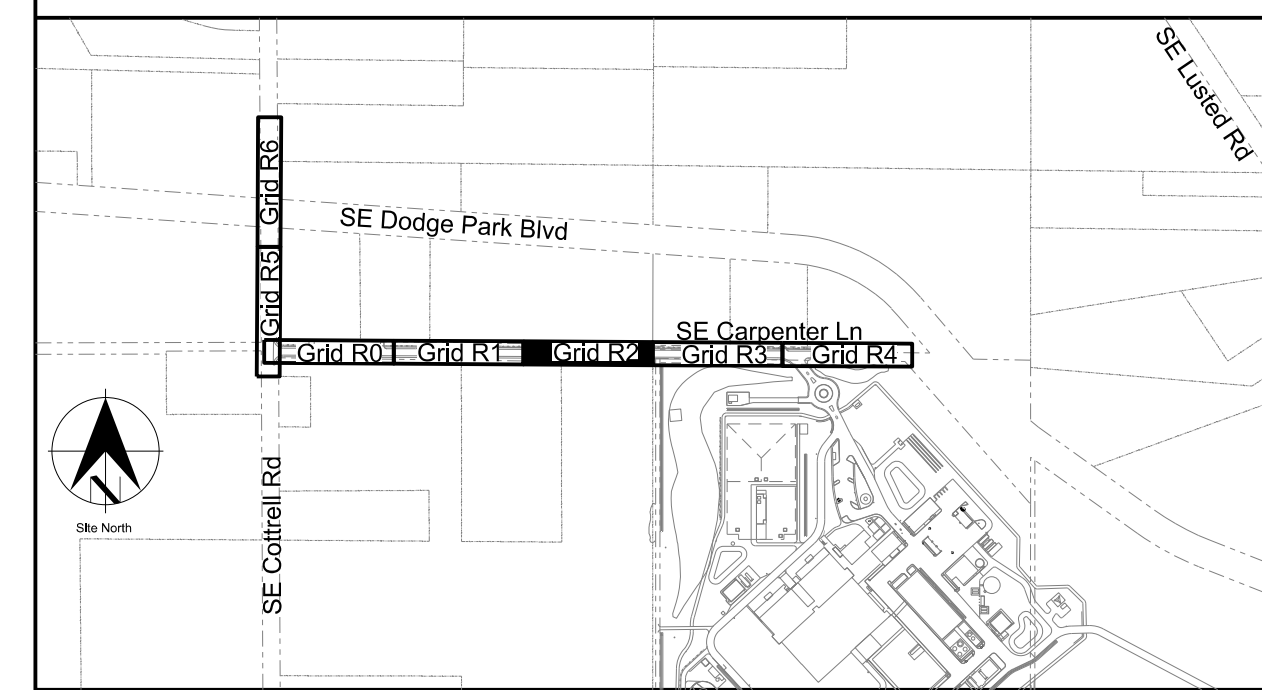 SE Lusted Rd
Grid R6
SE Dodge Park Blvd
Grid R5
SE Carpenter Ln
Grid R0
Grid R1
Grid R2
Grid R3
Grid R4
N
Site North
SE Cottrell Rd